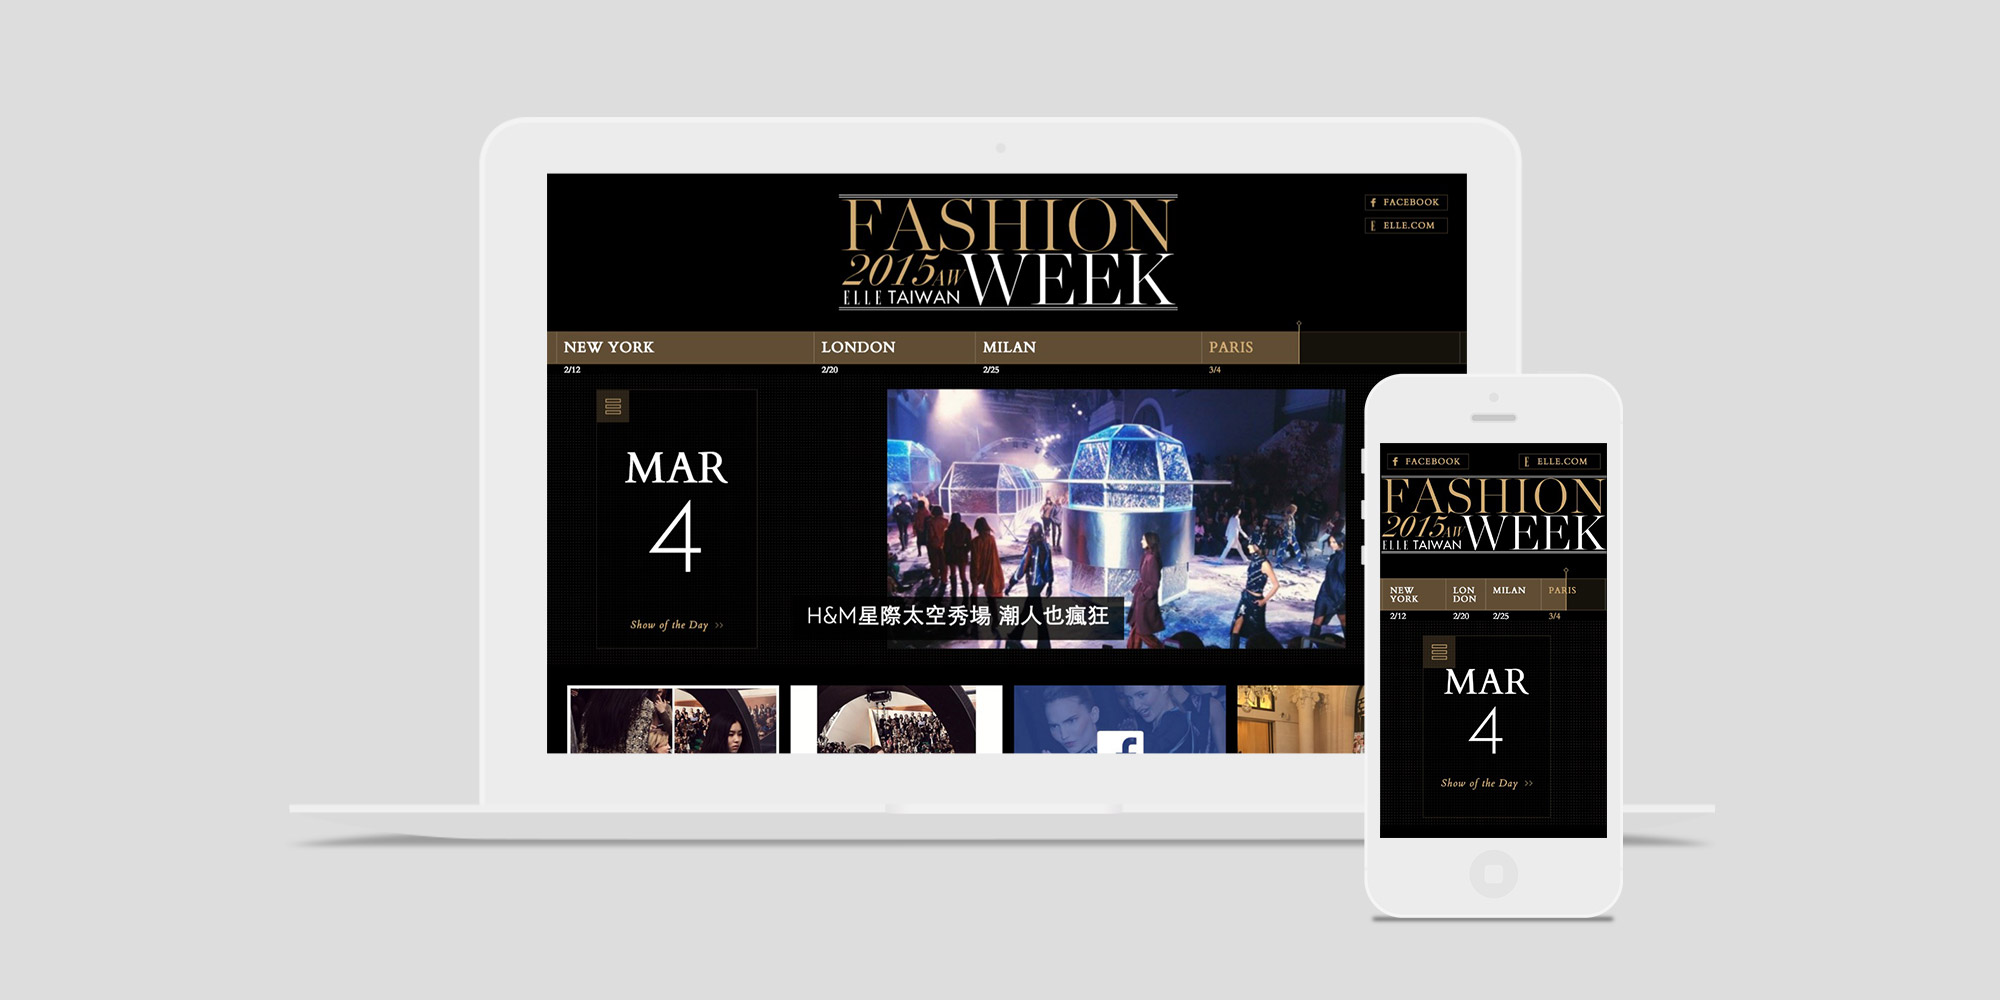 FASHION
2015AW WEEK
ELLE TAIWAN
FACEBOOK
E ELLE.COM
NEW YORK
LONDON
MILAN
PARIS
2/12
2/20
2/25
3/4
MAR
4
Show of the Day >>
H&M星際太空秀場 潮人也瘋狂
FACEBOOK
E ELLE.COM
FASHION
2015AW WEEK
ELLE TAIWAN
NEW
YORK
LON
DON
MILAN
PARIS
2/12
2/20
2/25
3/4
MAR
4
Show of the Day >>